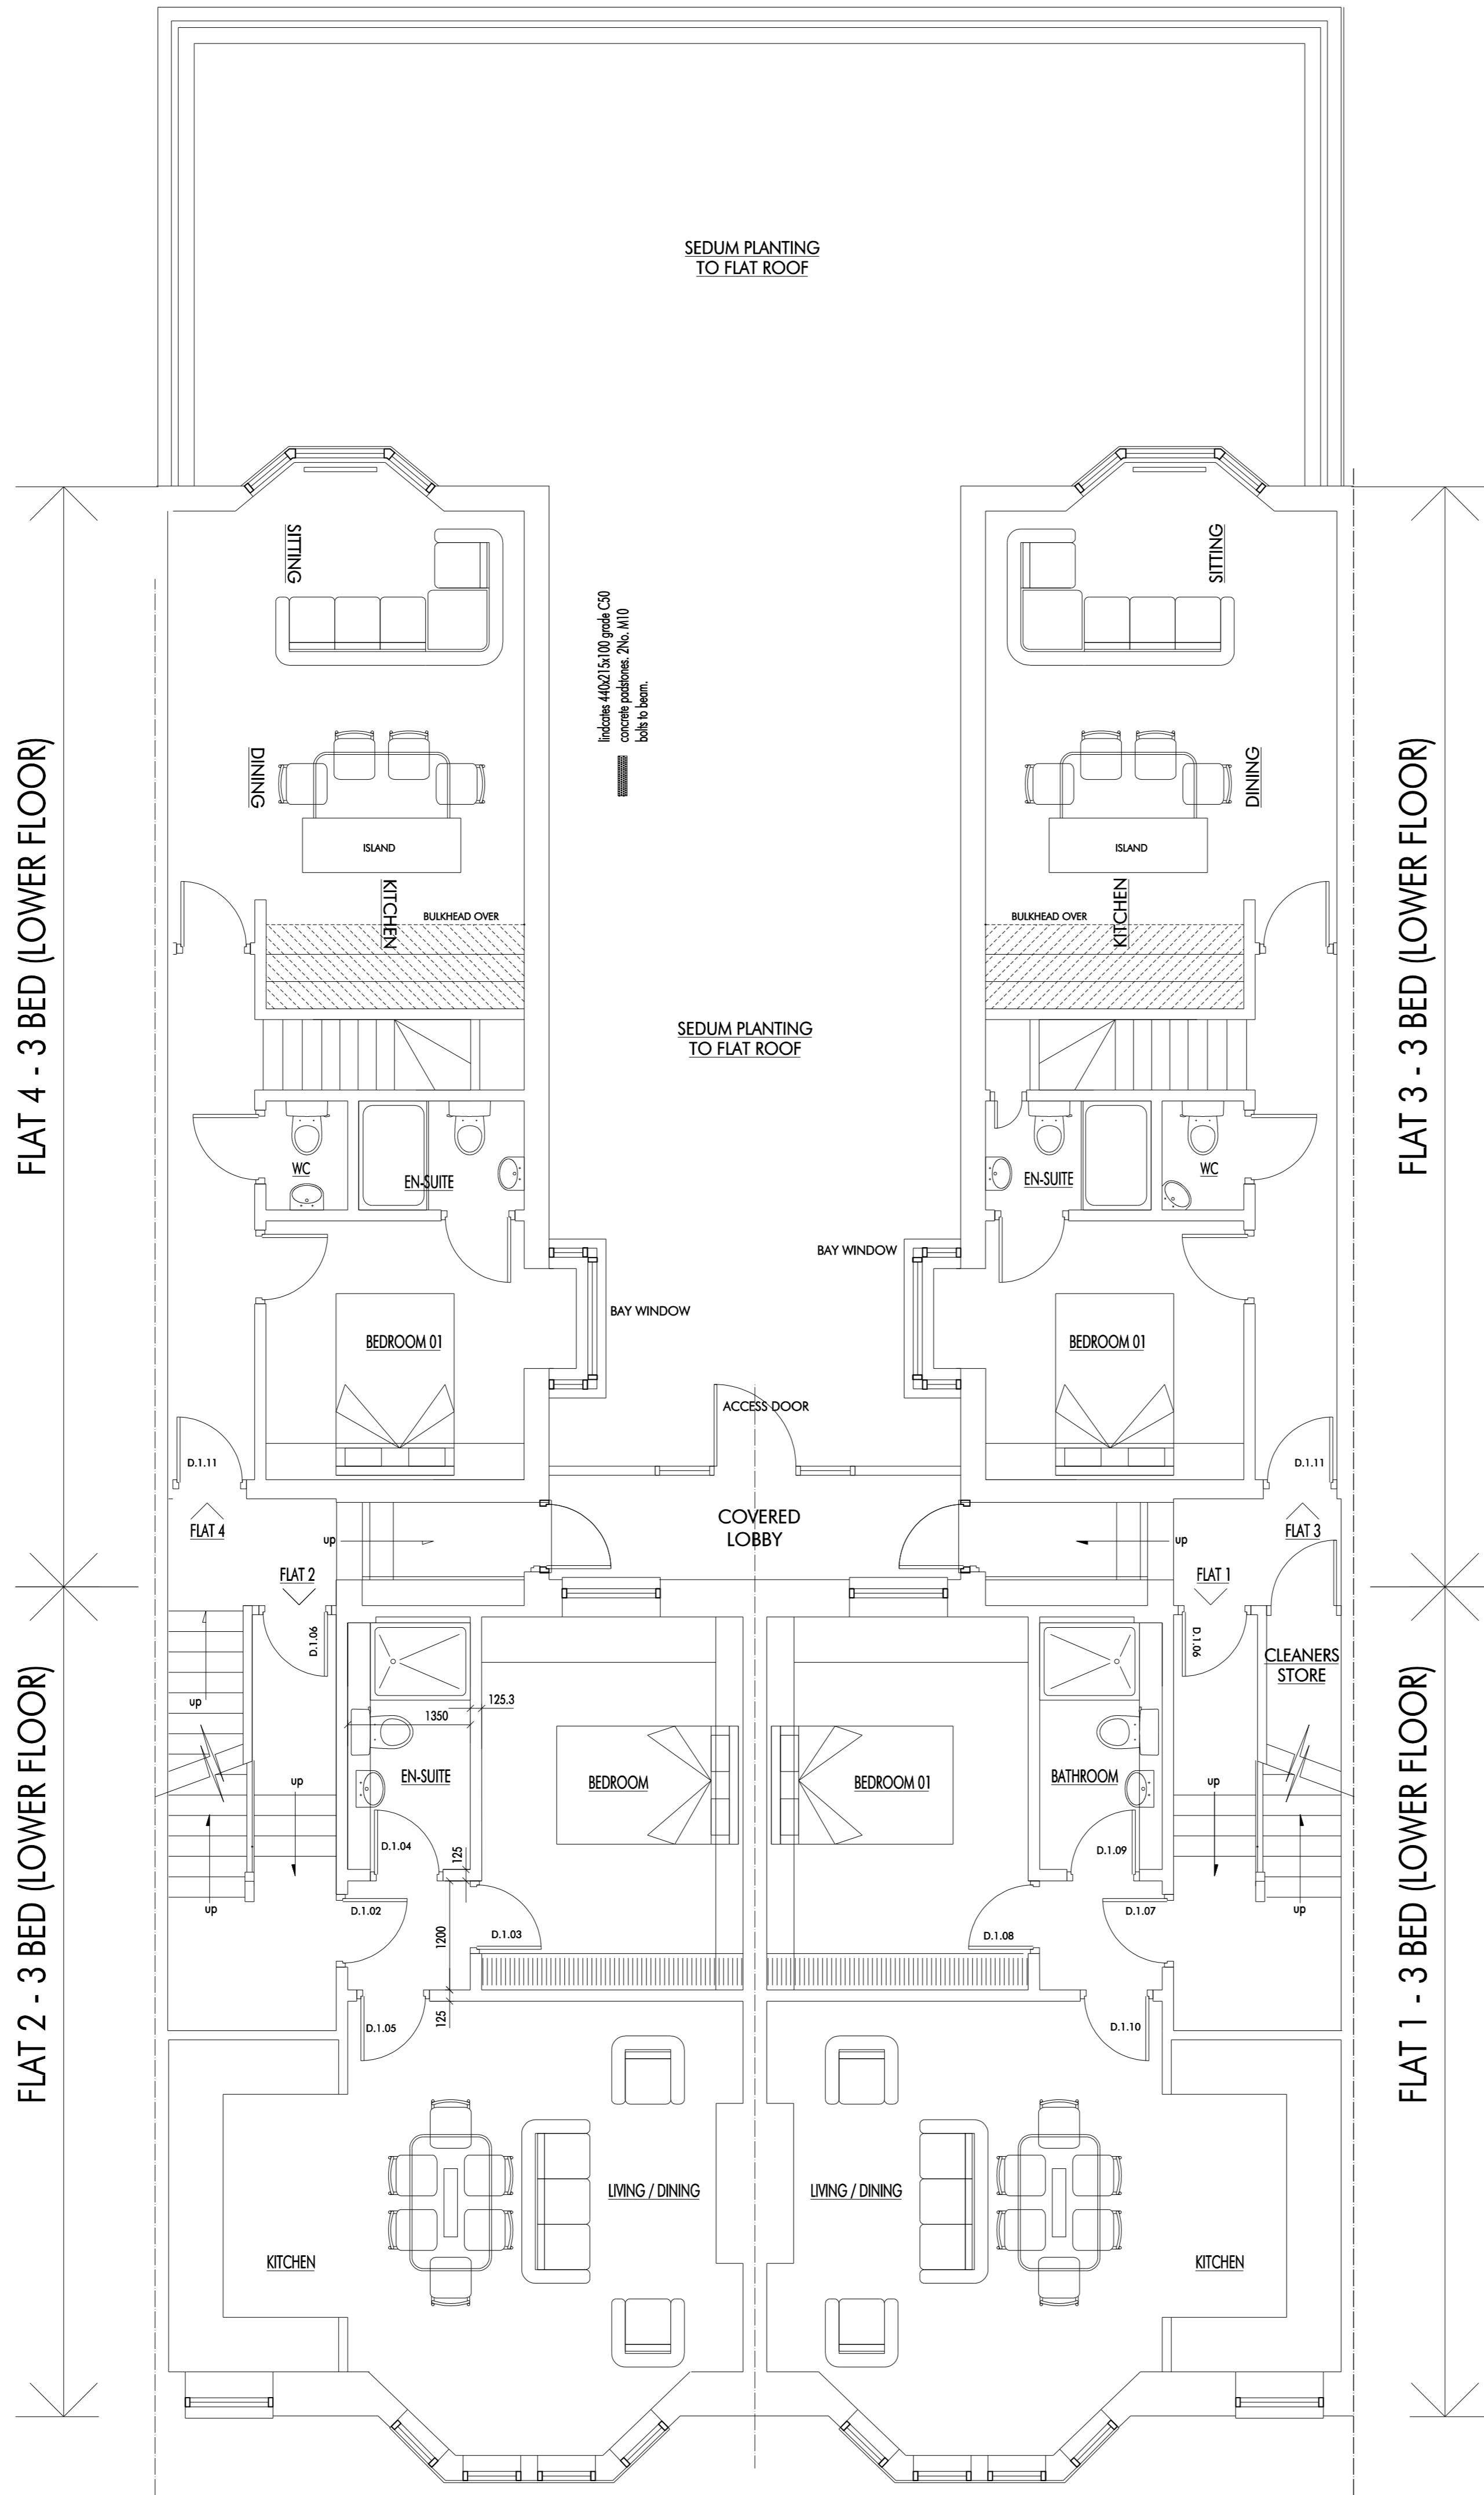 SEDUM PLANTING
TO FLAT ROOF
SITTING
SITTING
lindicates 440x215x100 grade C50
concrete padstones. 2No. M10
bolts to beam.
DINING
DINING
FLAT 4 - 3 BED (LOWER FLOOR)
FLAT 3 - 3 BED (LOWER FLOOR)
ISLAND
ISLAND
KITCHEN
KITCHEN
BULKHEAD OVER
BULKHEAD OVER
SEDUM PLANTING
TO FLAT ROOF
WC
EN-SUITE
EN-SUITE
WC
BAY WINDOW
BAY WINDOW
BEDROOM 01
BEDROOM 01
ACCESS DOOR
D.1.11
D.1.11
COVERED
LOBBY
FLAT 4
FLAT 3
up
up
FLAT 2
FLAT 1
D.1.06
D.1.06
CLEANERS
STORE
up
125.3
1350
EN-SUITE
BEDROOM
BEDROOM 01
BATHROOM
up
up
D.1.04
D.1.09
125
up
up
D.1.02
D.1.07
D.1.03
D.1.08
1200
FLAT 2 - 3 BED (LOWER FLOOR)
FLAT 1 - 3 BED (LOWER FLOOR)
125
D.1.05
D.1.10
LIVING / DINING
LIVING / DINING
KITCHEN
KITCHEN